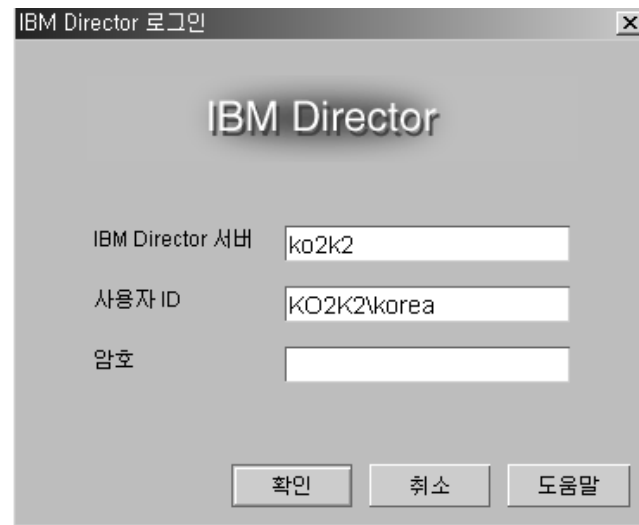 IBM Director 로그인
IBM Director
IBM Director 서버 ko2k2
사용자 ID KO2K2\korea
암호
확인 취소 도움말